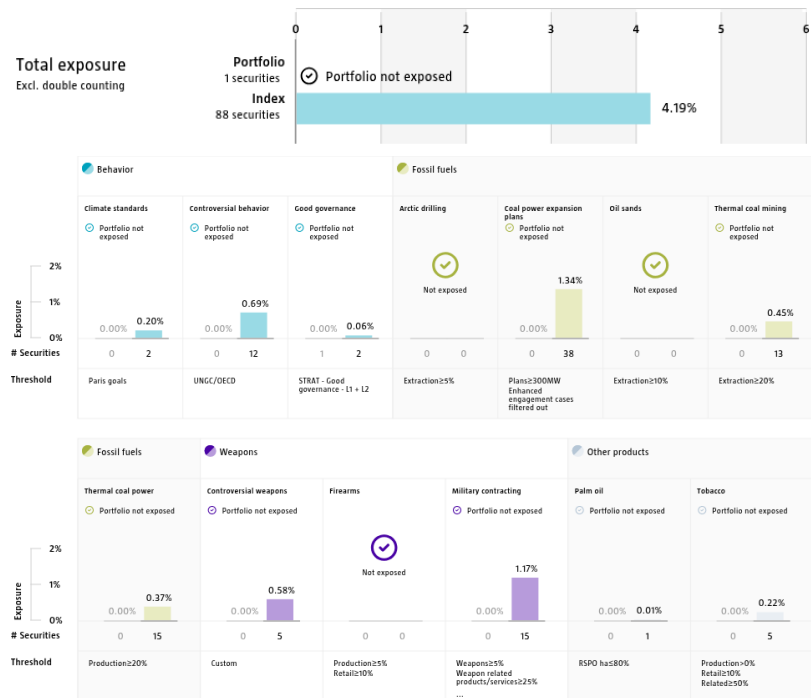 0 1 2 3 4 5 6
Total exposure
Excl. double counting
Portfolio
1 securities
Portfolio not exposed
Index
88 securities
4.19%
Behavior
Fossil fuels
Climate standards
Portfolio not exposed
Controversial behavior
Portfolio not exposed
Good governance
Portfolio not exposed
Arctic drilling
Not exposed
Coal power expansion plans
Portfolio not exposed
Oil sands
Not exposed
Thermal coal mining
Portfolio not exposed
Exposure
2%
1%
0%
0.00% 0.20% 0.00% 0.69% 0.00% 0.06% 0.00% 1.34% 0.00% 0.45%
# Securities 0 2 0 12 1 2 0 0 0 38 0 0 0 13
Threshold
Paris goals
UNGC/OECD
STRAT - Good
governance - L1 + L2
Extraction≥5%
Plans≥300MW
Enhanced
engagement cases
filtered out
Extraction≥10%
Extraction≥20%
Fossil fuels
Weapons
Other products
Thermal coal power
Portfolio not exposed
Controversial weapons
Portfolio not exposed
Firearms
Not exposed
Military contracting
Portfolio not exposed
Palm oil
Portfolio not exposed
Tobacco
Portfolio not exposed
Exposure
2%
1%
0%
0.00% 0.37% 0.00% 0.58% 0.00% 1.17% 0.00% 0.01% 0.00% 0.22%
# Securities 0 15 0 5 0 0 0 15 0 1 0 5
Threshold
Production≥20%
Custom
Production≥5%
Retail≥10%
Weapons≥5%
Weapon related
products/services≥25%
...
RSPO ha≤80%
Production>0%
Retail≥10%
Related≥50%